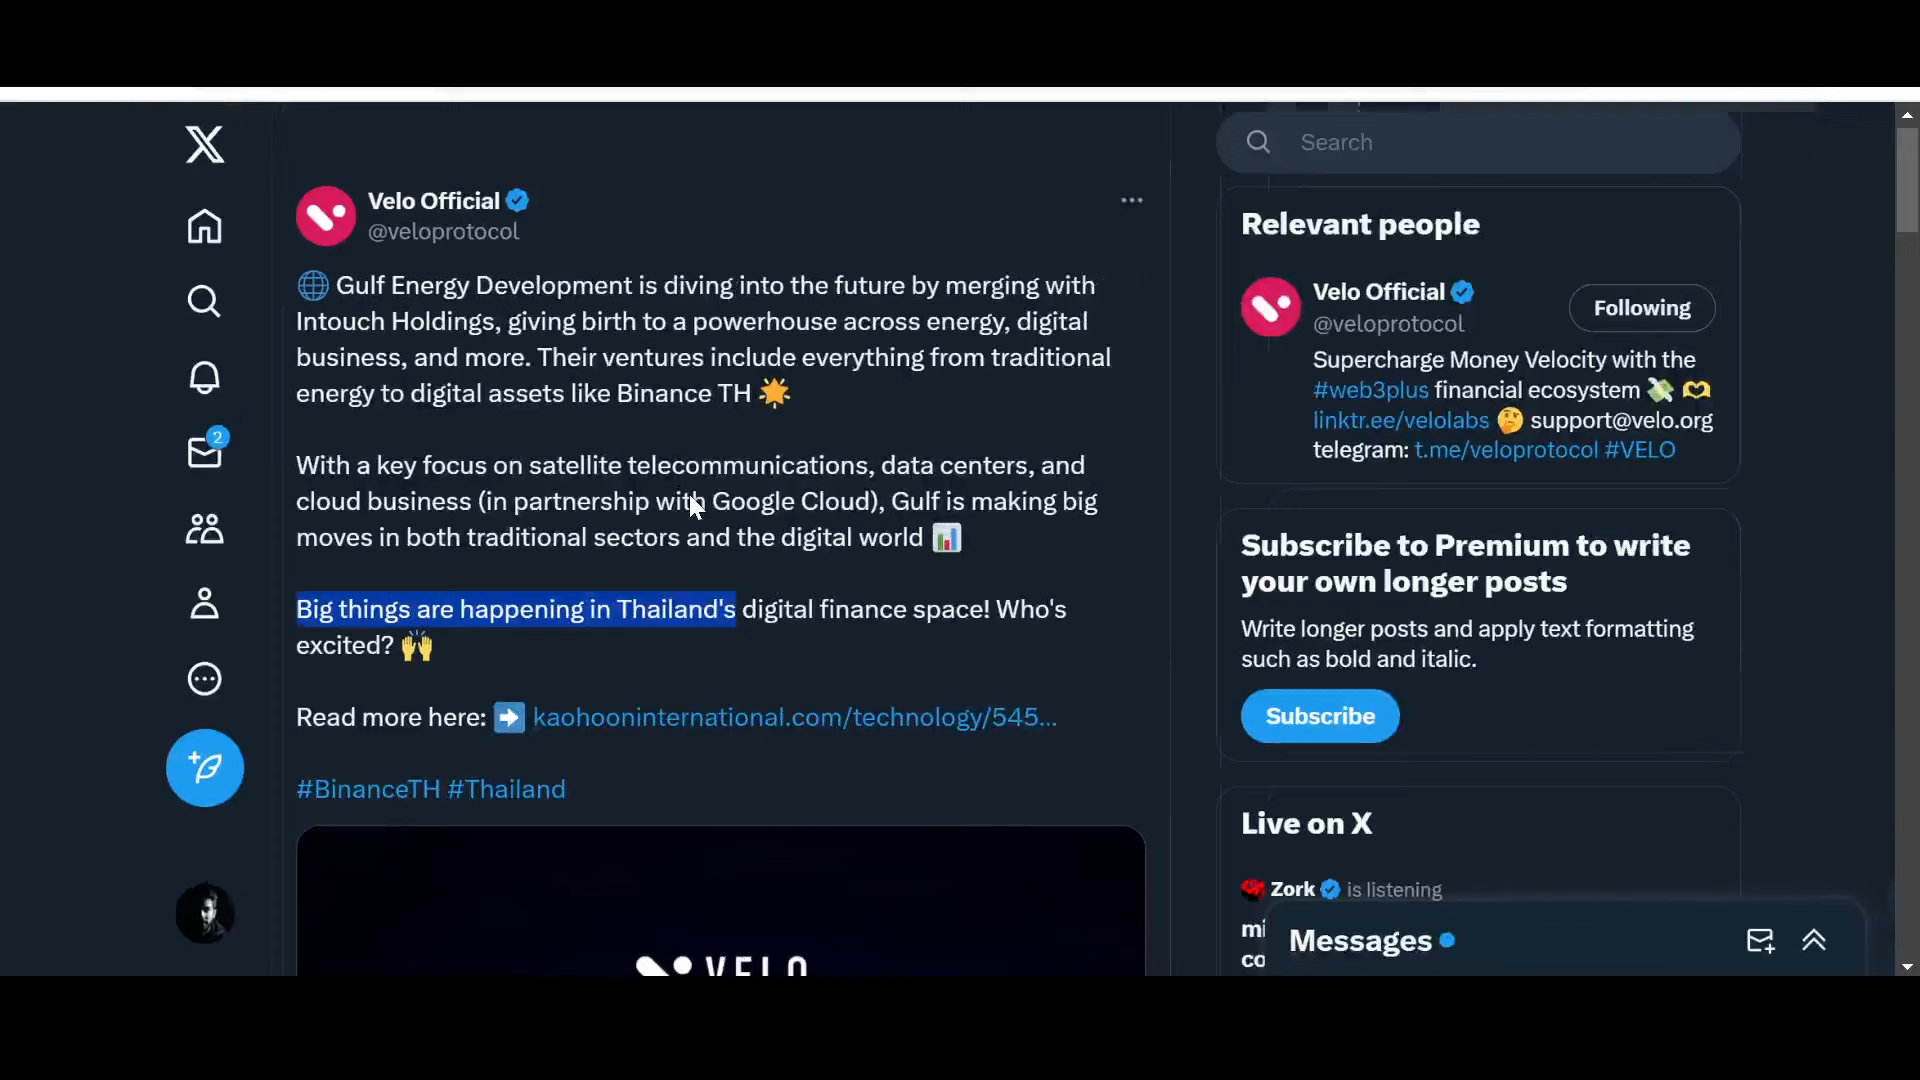 Search
Velo Official
@veloprotocol
🌐 Gulf Energy Development is diving into the future by merging with
Intouch Holdings, giving birth to a powerhouse across energy, digital
business, and more. Their ventures include everything from traditional
energy to digital assets like Binance TH 🌟
With a key focus on satellite telecommunications, data centers, and
cloud business (in partnership with Google Cloud), Gulf is making big
moves in both traditional sectors and the digital world 📊
Big things are happening in Thailand's digital finance space! Who's
excited? 🙌
Read more here: ➡️ kaohooninternational.com/technology/545...
#BinanceTH #Thailand
VELO
2
Relevant people
Velo Official
@veloprotocol
Following
Supercharge Money Velocity with the
#web3plus financial ecosystem 💸 🫶
linktr.ee/velolabs 🤔 support@velo.org
telegram: t.me/veloprotocol #VELO
Subscribe to Premium to write
your own longer posts
Write longer posts and apply text formatting
such as bold and italic.
Subscribe
Live on X
Zork is listening
Messages